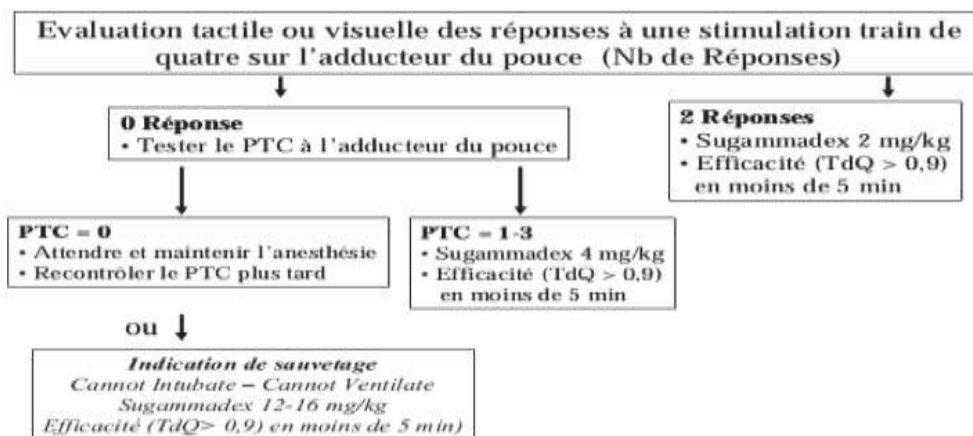 Evaluation tactile ou visuelle des réponses à une stimulation train de
quatre sur l'adducteur du pouce (Nb de Réponses)
0 Réponse
• Tester le PTC à l'adducteur du pouce
2 Réponses
• Sugammadex 2 mg/kg
• Efficacité (TdQ > 0,9)
en moins de 5 min
PTC = 0
• Attendre et maintenir l'anesthésie
• Recontrôler le PTC plus tard
PTC = 1-3
• Sugammadex 4 mg/kg
• Efficacité (TdQ > 0,9)
en moins de 5 min
ou
Indication de sauvetage
Cannot Intubate – Cannot Ventilate
Sugammadex 12-16 mg/kg
Efficacité (TdQ> 0,9) en moins de 5 min)